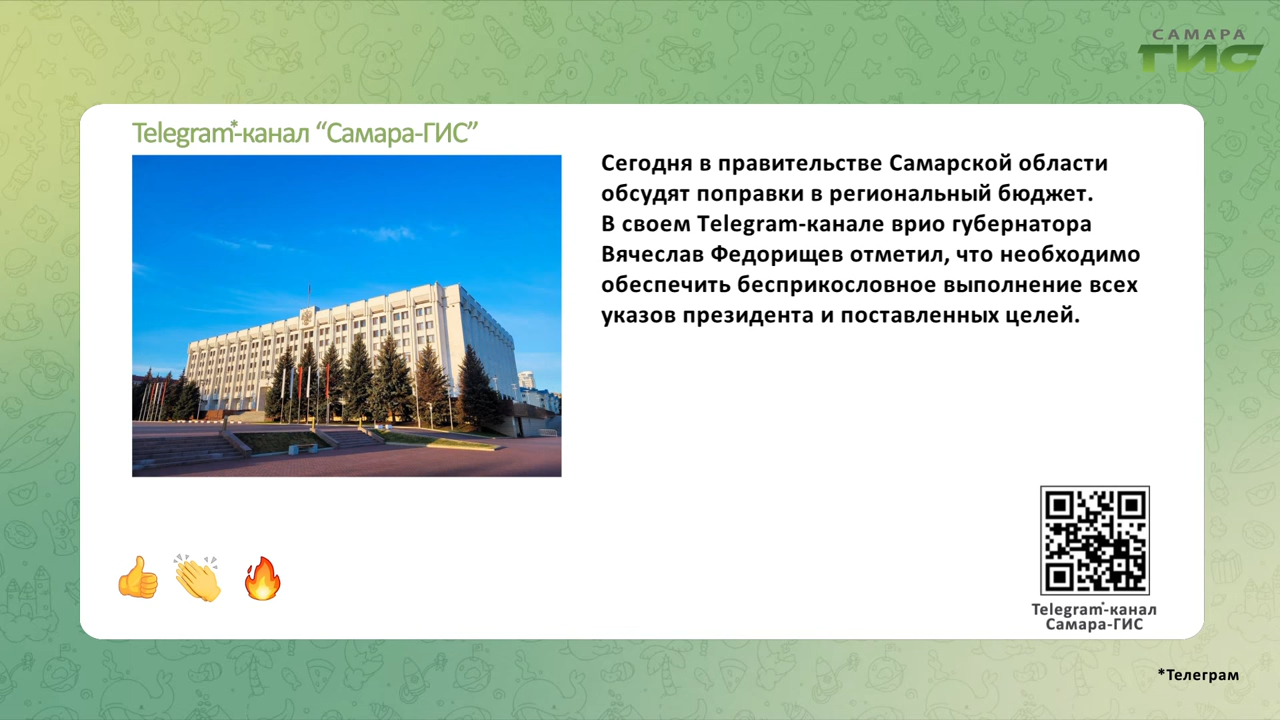 САМАРА
ГИС
Telegram*-канал “Самара-ГИС”
Сегодня в правительстве Самарской области
обсудят поправки в региональный бюджет.
В своем Telegram-канале врио губернатора
Вячеслав Федорищев отметил, что необходимо
обеспечить бесприкословное выполнение всех
указов президента и поставленных целей.
Telegram*-канал
Самара-ГИС
*Телеграм